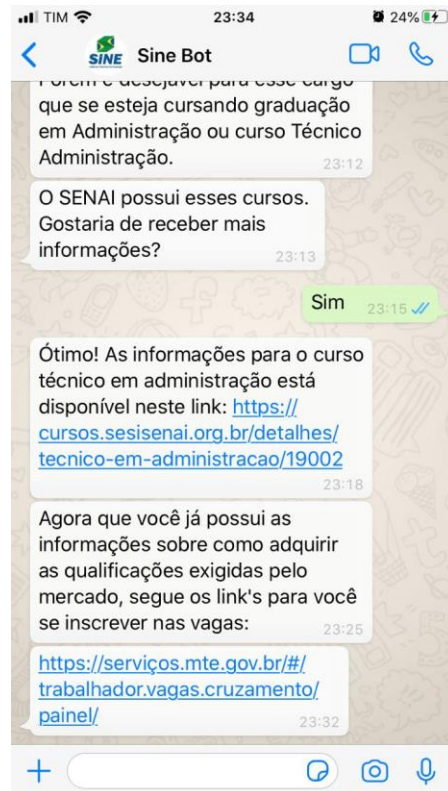 TIM 23:34 24%
SINE Sine Bot
que se esteja cursando graduação
em Administração ou curso Técnico
Administração. 23:12
O SENAI possui esses cursos.
Gostaria de receber mais
informações? 23:13
Sim 23:15
Ótimo! As informações para o curso
técnico em administração está
disponível neste link: https://
cursos.sesisenai.org.br/detalhes/
tecnico-em-administracao/19002
23:18
Agora que você já possui as
informações sobre como adquirir
as qualificações exigidas pelo
mercado, segue os link's para você
se inscrever nas vagas: 23:25
https://serviços.mte.gov.br/#/
trabalhador.vagas.cruzamento/
painel/ 23:32